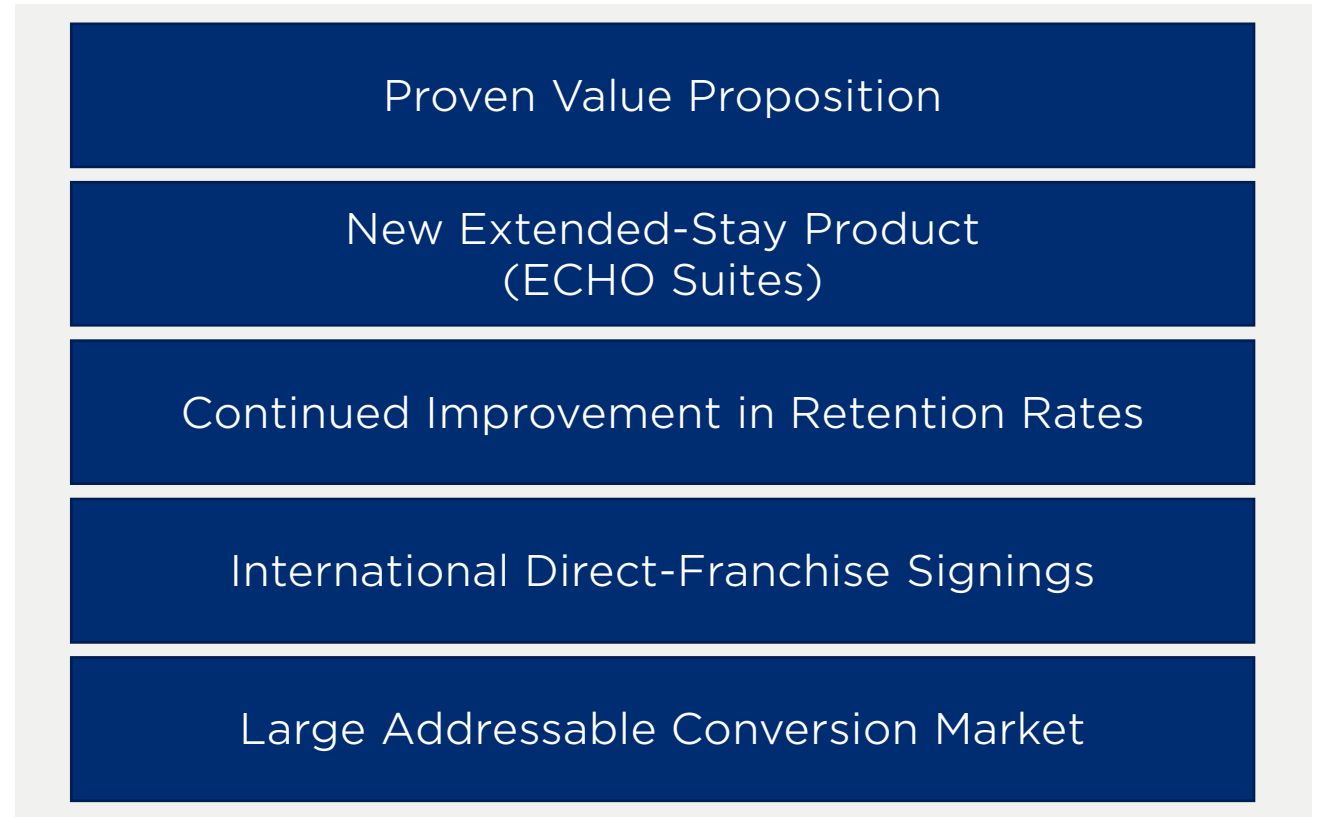 Proven Value Proposition
New Extended-Stay Product
(ECHO Suites)
Continued Improvement in Retention Rates
International Direct-Franchise Signings
Large Addressable Conversion Market